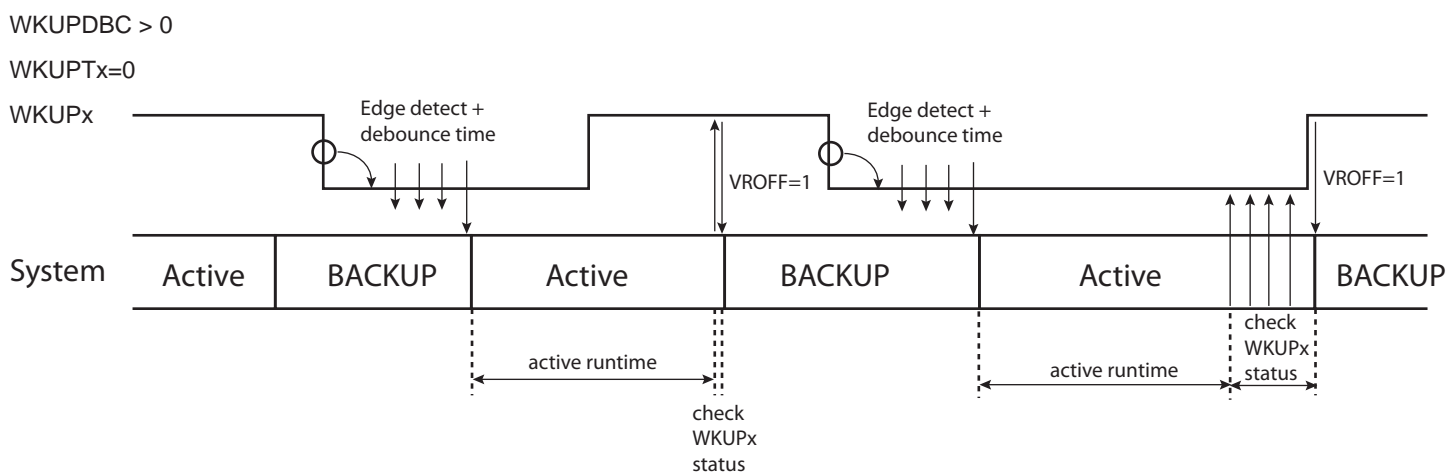 WKUPDBC > 0
WKUPTx=0
WKUPx
Edge detect +
debounce time
VROFF=1
Edge detect +
debounce time
VROFF=1
System
Active
BACKUP
Active
BACKUP
Active
BACKUP
active runtime
check
WKUPx
status
active runtime
check
WKUPx
status